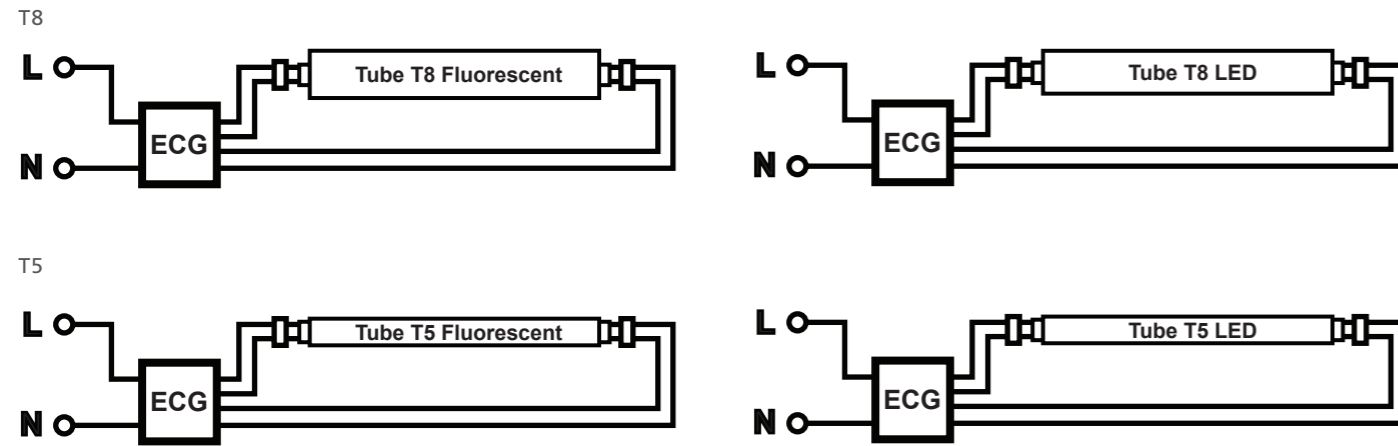 T8
L
Tube T8 Fluorescent
ECG
N
L
Tube T8 LED
ECG
N
T5
L
Tube T5 Fluorescent
ECG
N
L
Tube T5 LED
ECG
N